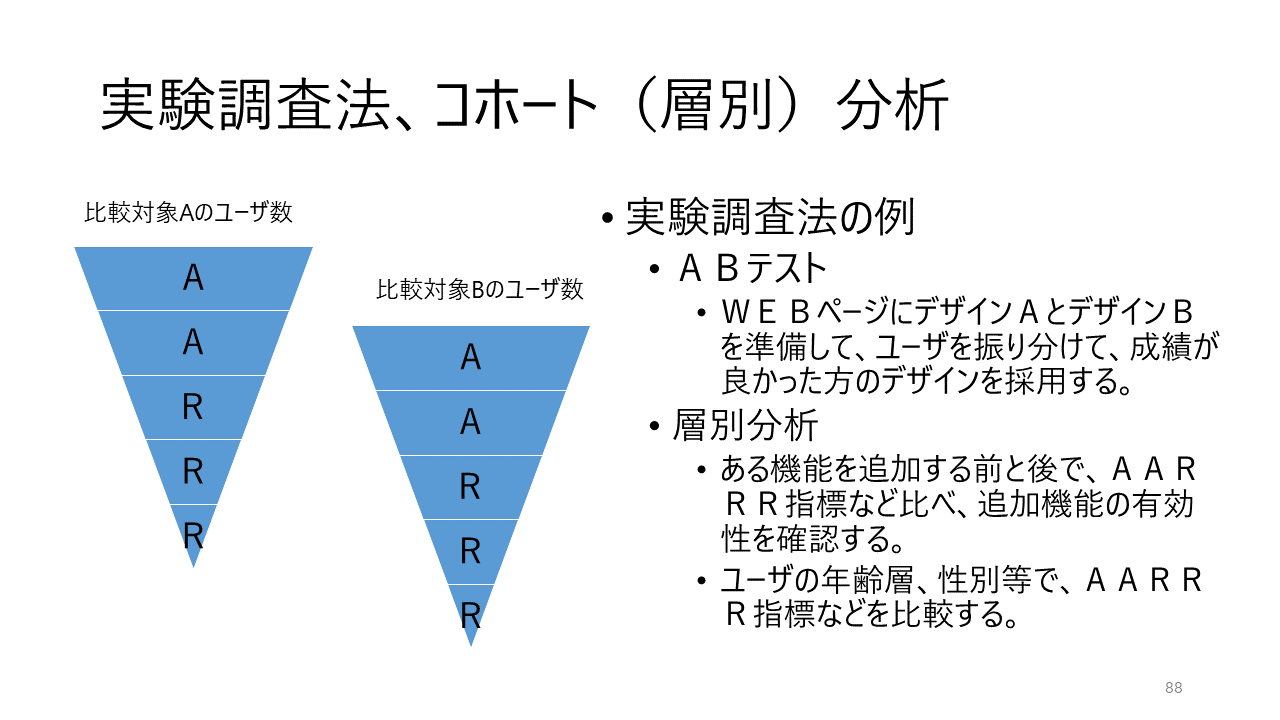 実験調査法、コホート（層別）分析
比較対象Aのユーザ数
A
A
R
R
R
比較対象Bのユーザ数
A
A
R
R
R
• 実験調査法の例
• ＡＢテスト
• ＷＥＢページにデザインＡとデザインＢ
を準備して、ユーザを振り分けて、成績が
良かった方のデザインを採用する。
• 層別分析
• ある機能を追加する前と後で、ＡＡＲ
ＲＲ指標など比べ、追加機能の有効
性を確認する。
• ユーザの年齢層、性別等で、ＡＡＲＲ
Ｒ指標などを比較する。
88